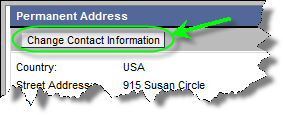 Permanent Address
Change Contact Information
Country: USA
Street Address: 915 Susan Circle